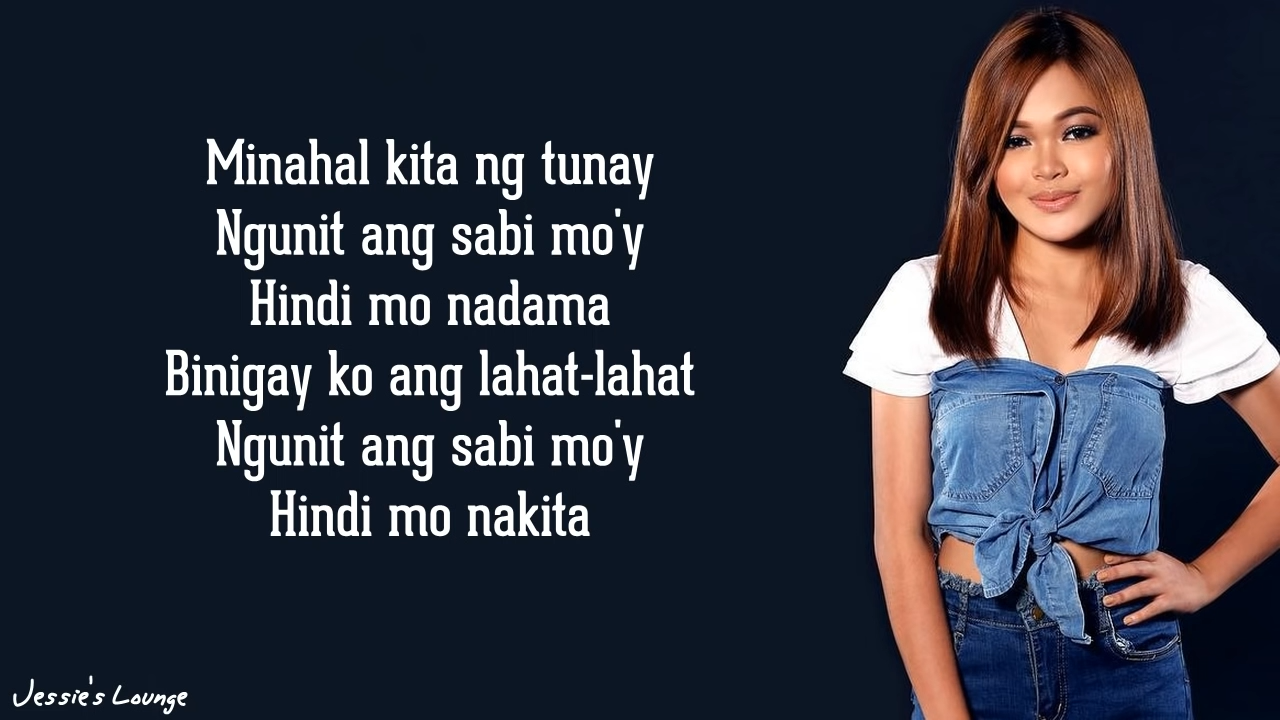 Minahal kita ng tunay
Ngunit ang sabi mo'y
Hindi mo nadama
Binigay ko ang lahat-lahat
Ngunit ang sabi mo'y
Hindi mo nakita
Jessie's Lounge